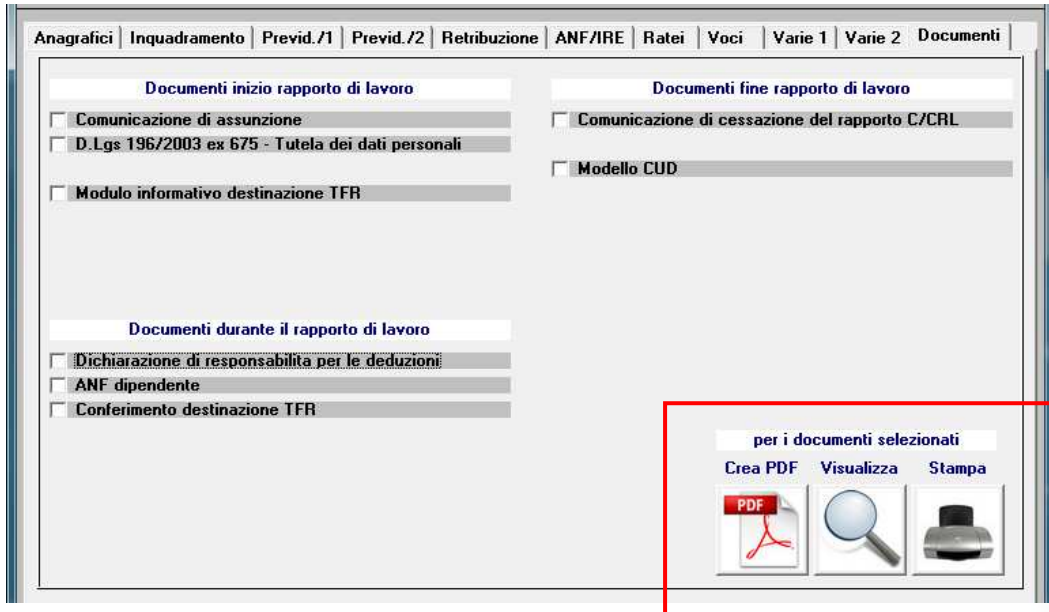 Anagrafici Inquadramento Previd./1 Previd./2 Retribuzione ANF/IRE Ratei Voci Varie 1 Varie 2 Documenti
Documenti inizio rapporto di lavoro
Comunicazione di assunzione
D.Lgs 196/2003 ex 675 - Tutela dei dati personali
Modulo informativo destinazione TFR
Documenti fine rapporto di lavoro
Comunicazione di cessazione del rapporto C/CRL
Modello CUD
Documenti durante il rapporto di lavoro
Dichiarazione di responsabilita per le deduzioni
ANF dipendente
Conferimento destinazione TFR
per i documenti selezionati
Crea PDF Visualizza Stampa
PDF